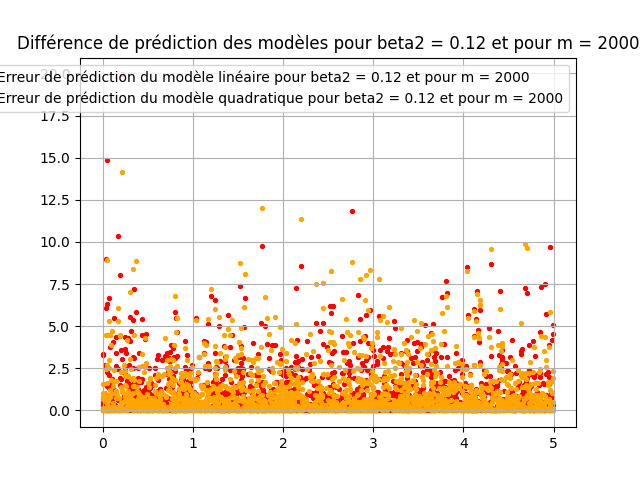 Différence de prédiction des modèles pour beta2 = 0.12 et pour m = 2000
Erreur de prédiction du modèle linéaire pour beta2 = 0.12 et pour m = 2000
Erreur de prédiction du modèle quadratique pour beta2 = 0.12 et pour m = 2000
20.0
17.5
15.0
12.5
10.0
7.5
5.0
2.5
0.0
0 1 2 3 4 5